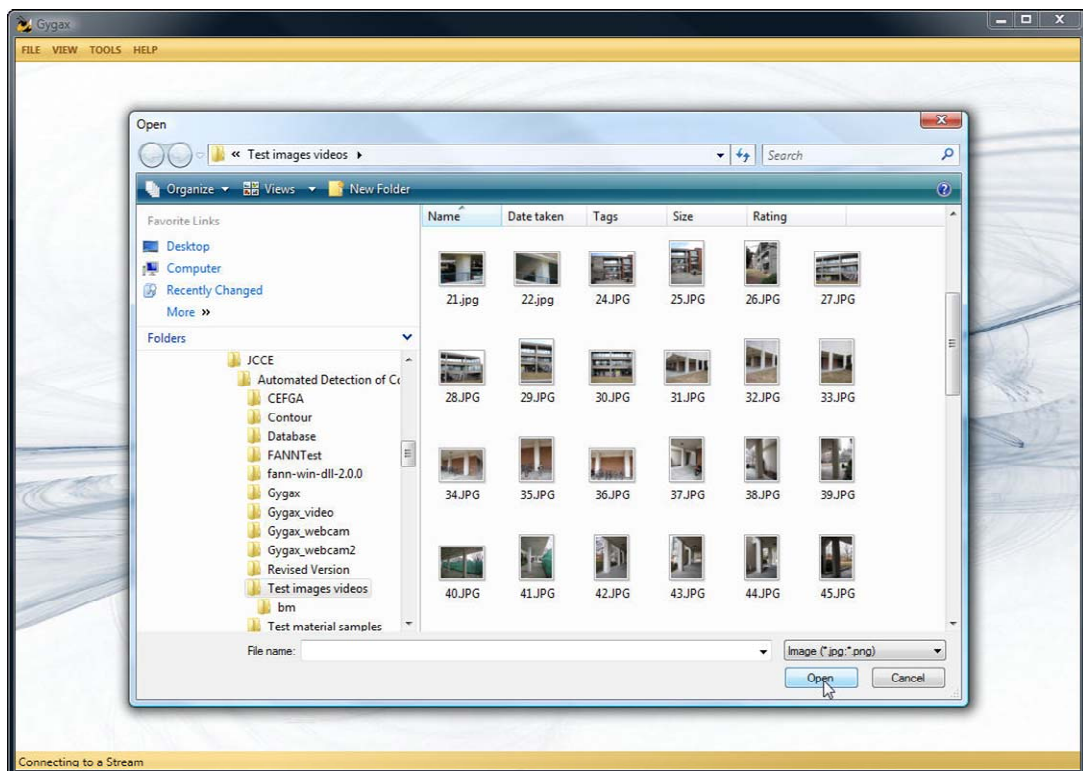 Gygax
FILE VIEW TOOLS HELP
Open
« Test images videos
Search
Organize Views New Folder
Favorite Links
Desktop
Computer
Recently Changed
More »
Folders
JCCE
Automated Detection of Co
CEFGA
Contour
Database
FANNTest
fann-win-dll-2.0.0
Gygax
Gygax_video
Gygax_webcam
Gygax_webcam2
Revised Version
Test images videos
bm
Test material samples
Name Date taken Tags Size Rating
21.jpg 22.jpg 24.JPG 25.JPG 26.JPG 27.JPG
28.JPG 29.JPG 30.JPG 31.JPG 32.JPG 33.JPG
34.JPG 35.JPG 36.JPG 37.JPG 38.JPG 39.JPG
40.JPG 41.JPG 42.JPG 43.JPG 44.JPG 45.JPG
File name: Image (*.jpg;*.png)
Open Cancel
Connecting to a Stream